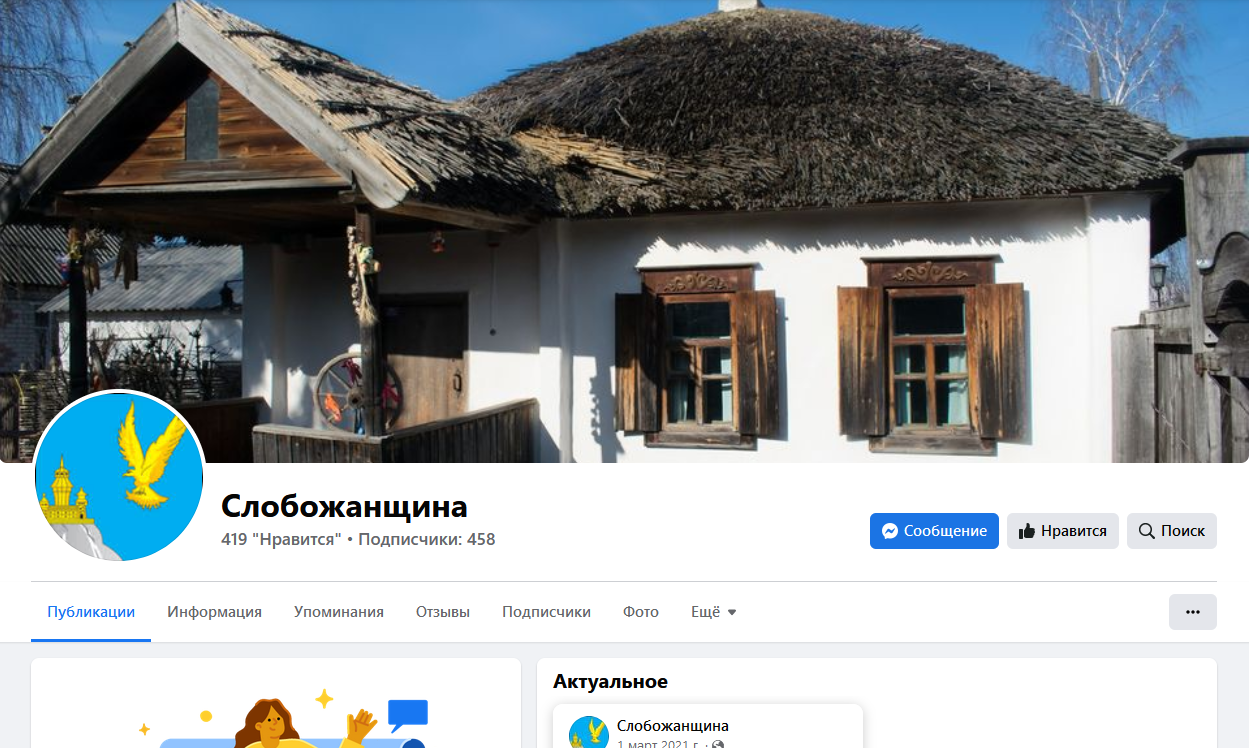 Слобожанщина
419 "Нравится" • Подписчики: 458
Сообщение
Нравится
Поиск
Публикации Информация Упоминания Отзывы Подписчики Фото Ещё
Актуальное
Слобожанщина
1 март 2021 г. ·